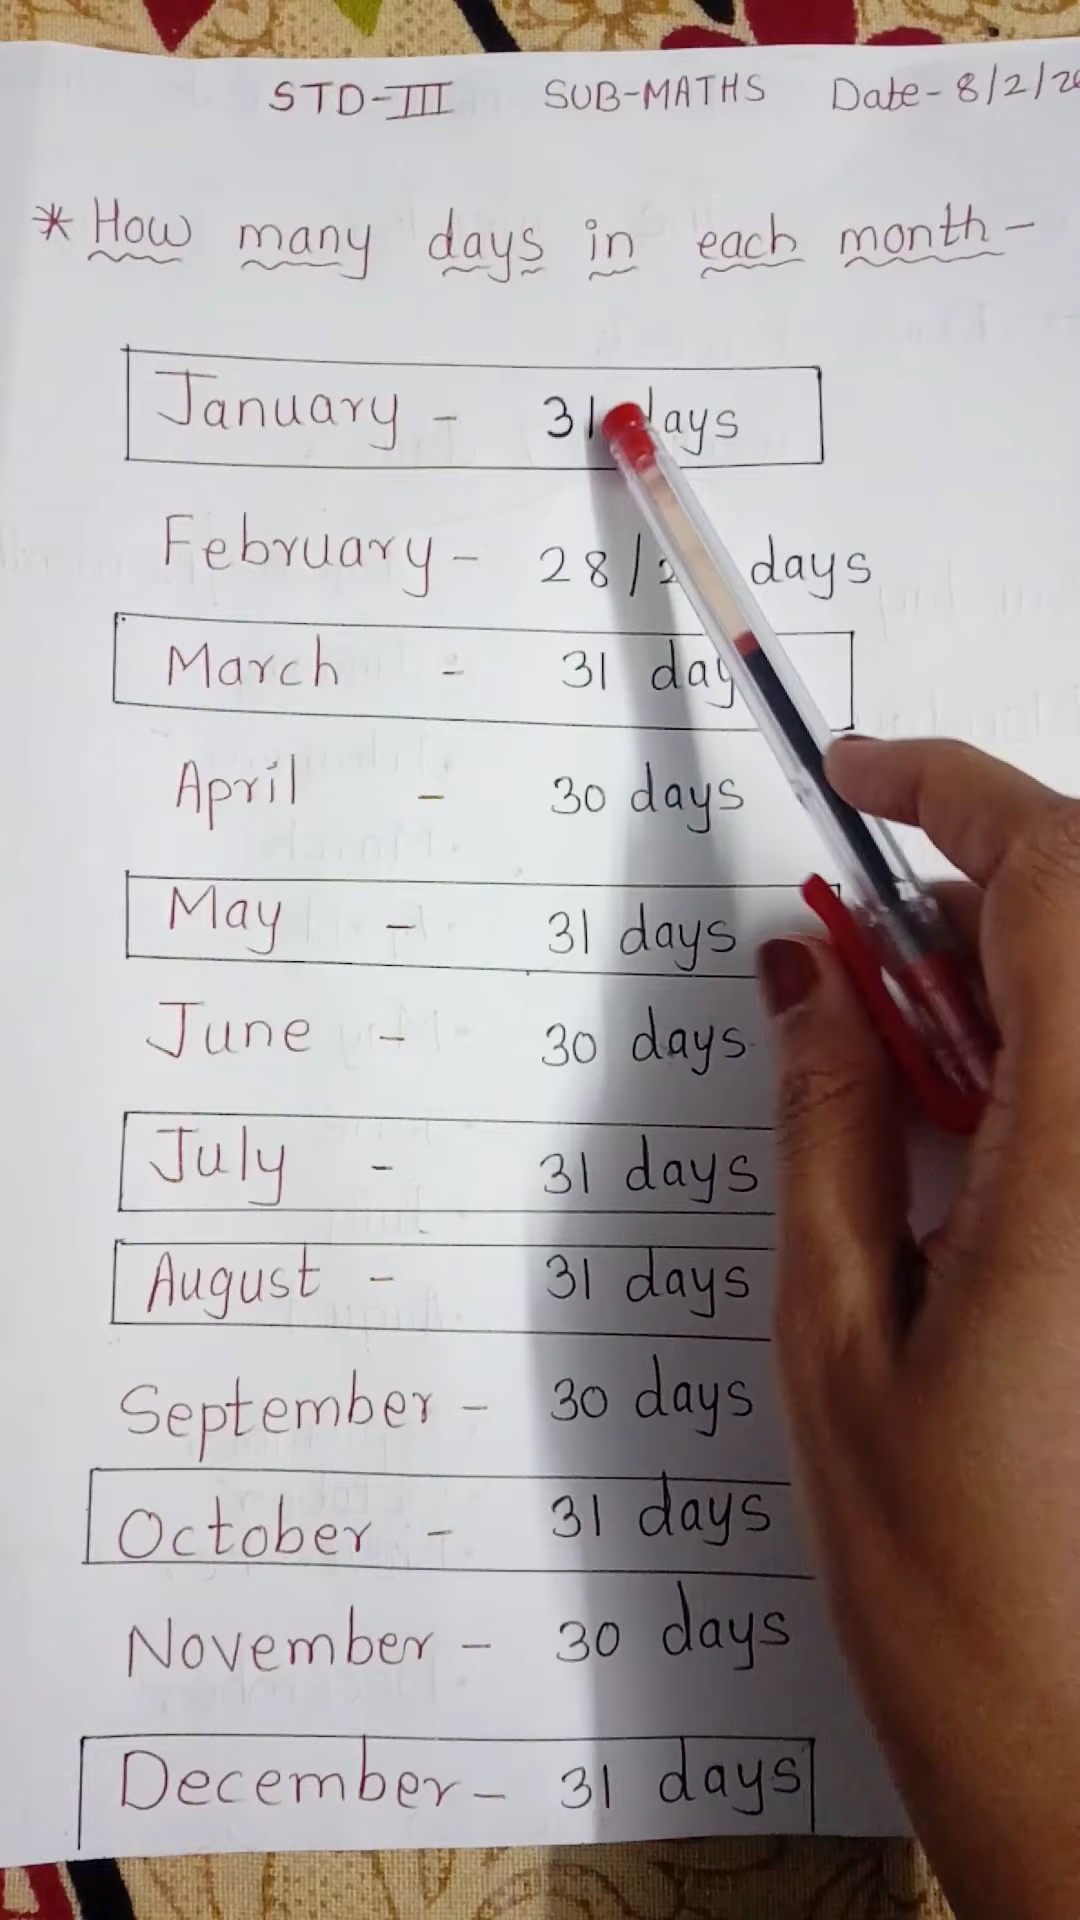 STD-III SUB-MATHS Date-8/2/20
* How many days in each month-
January - 31 days
February - 28/ days
March - 31 day
April - 30 days
May - 31 days
June - 30 days
July - 31 days
August - 31 days
September - 30 days
October - 31 days
November - 30 days
December - 31 days